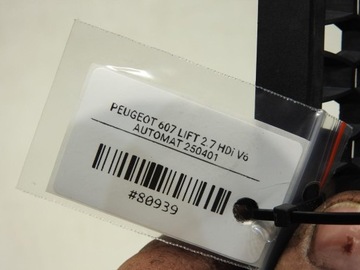 PEUGEOT 607 LIFT 2.7 HDi V6
AUTOMAT 250401
#80939